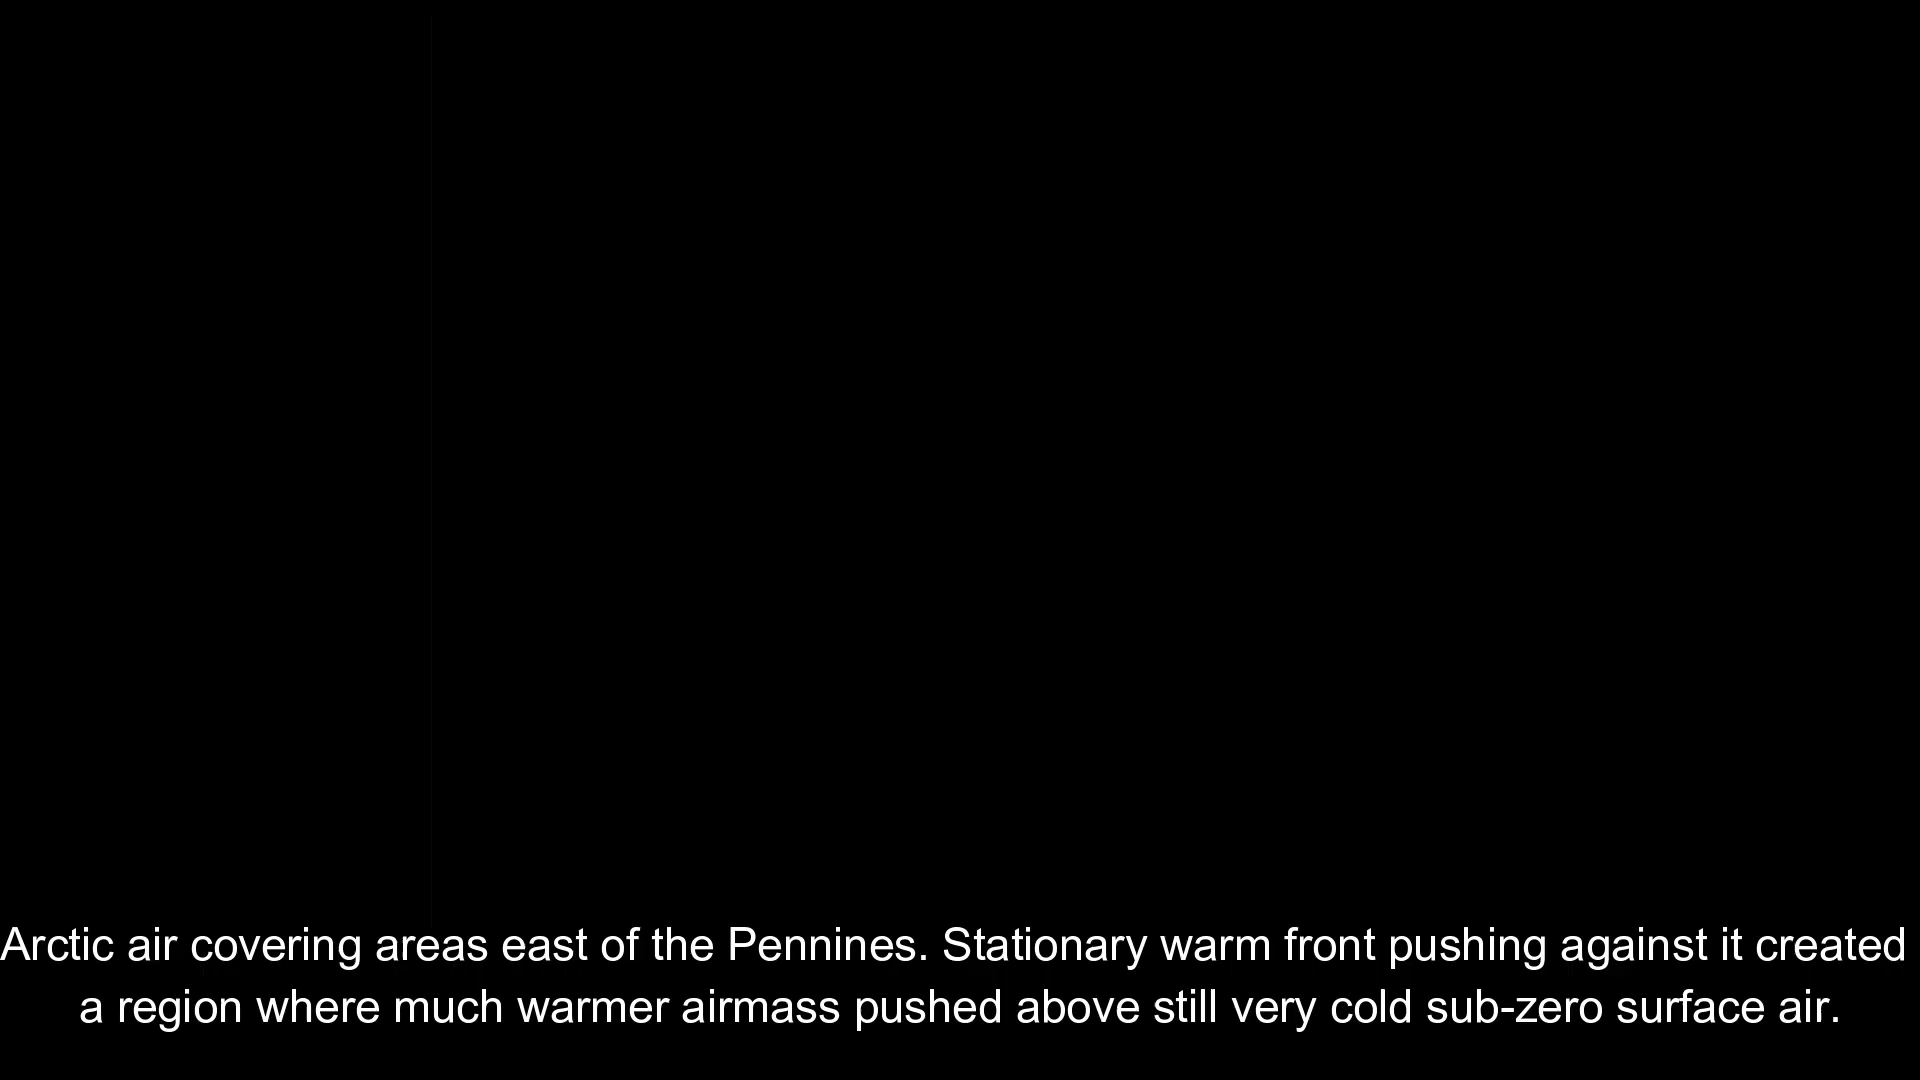 Arctic air covering areas east of the Pennines. Stationary warm front pushing against it created
a region where much warmer airmass pushed above still very cold sub-zero surface air.